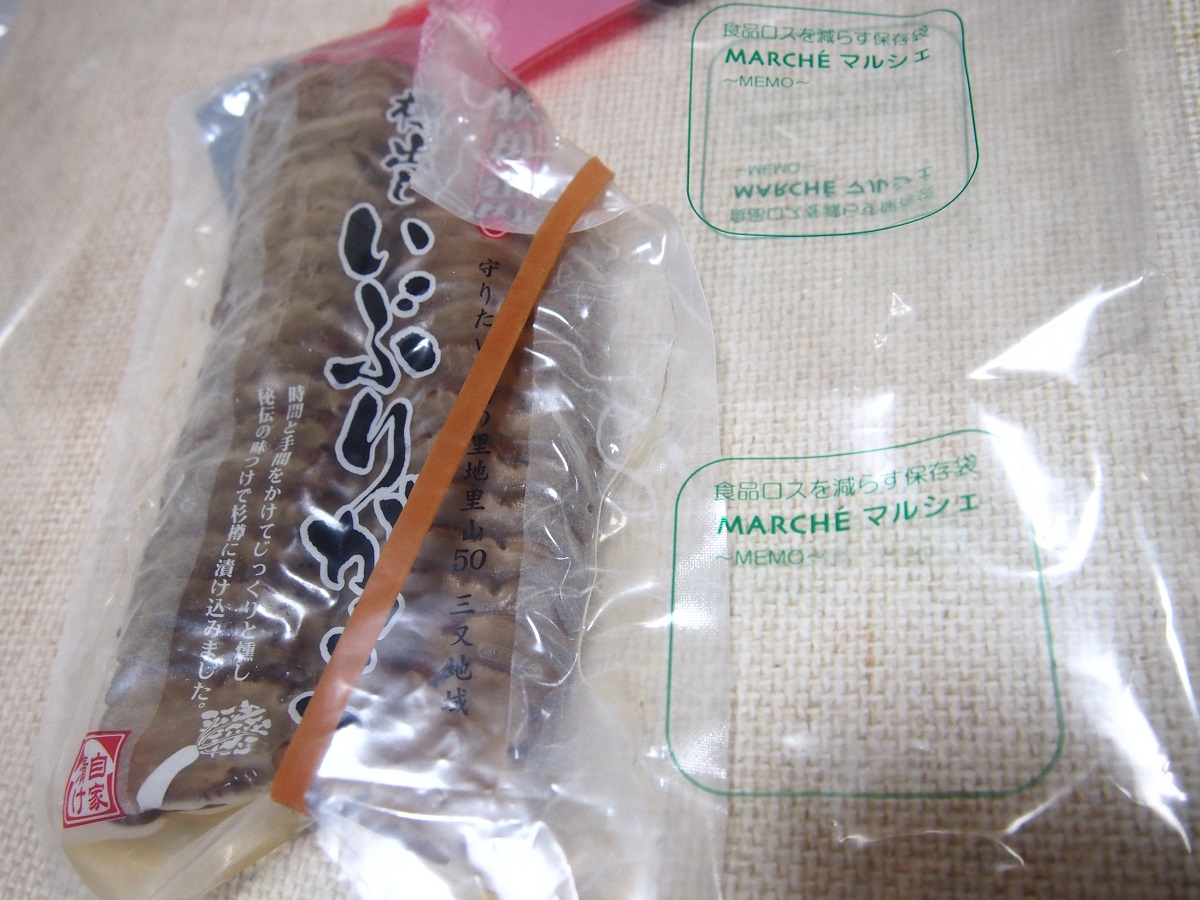 食品ロスを減らす保存袋
MARCHÉ マルシェ
～MEMO～
～MEMO～
MARCHÉ マルシェ
食品ロスを減らす保存袋
食品ロスを減らす保存袋
MARCHÉ マルシェ
～MEMO～
守りた の里地里山50 三又地域
いぶりがっこ
時間と手間をかけてじっくりと燻し
秘伝の味つけで杉樽に漬け込みました。
自家
漬け